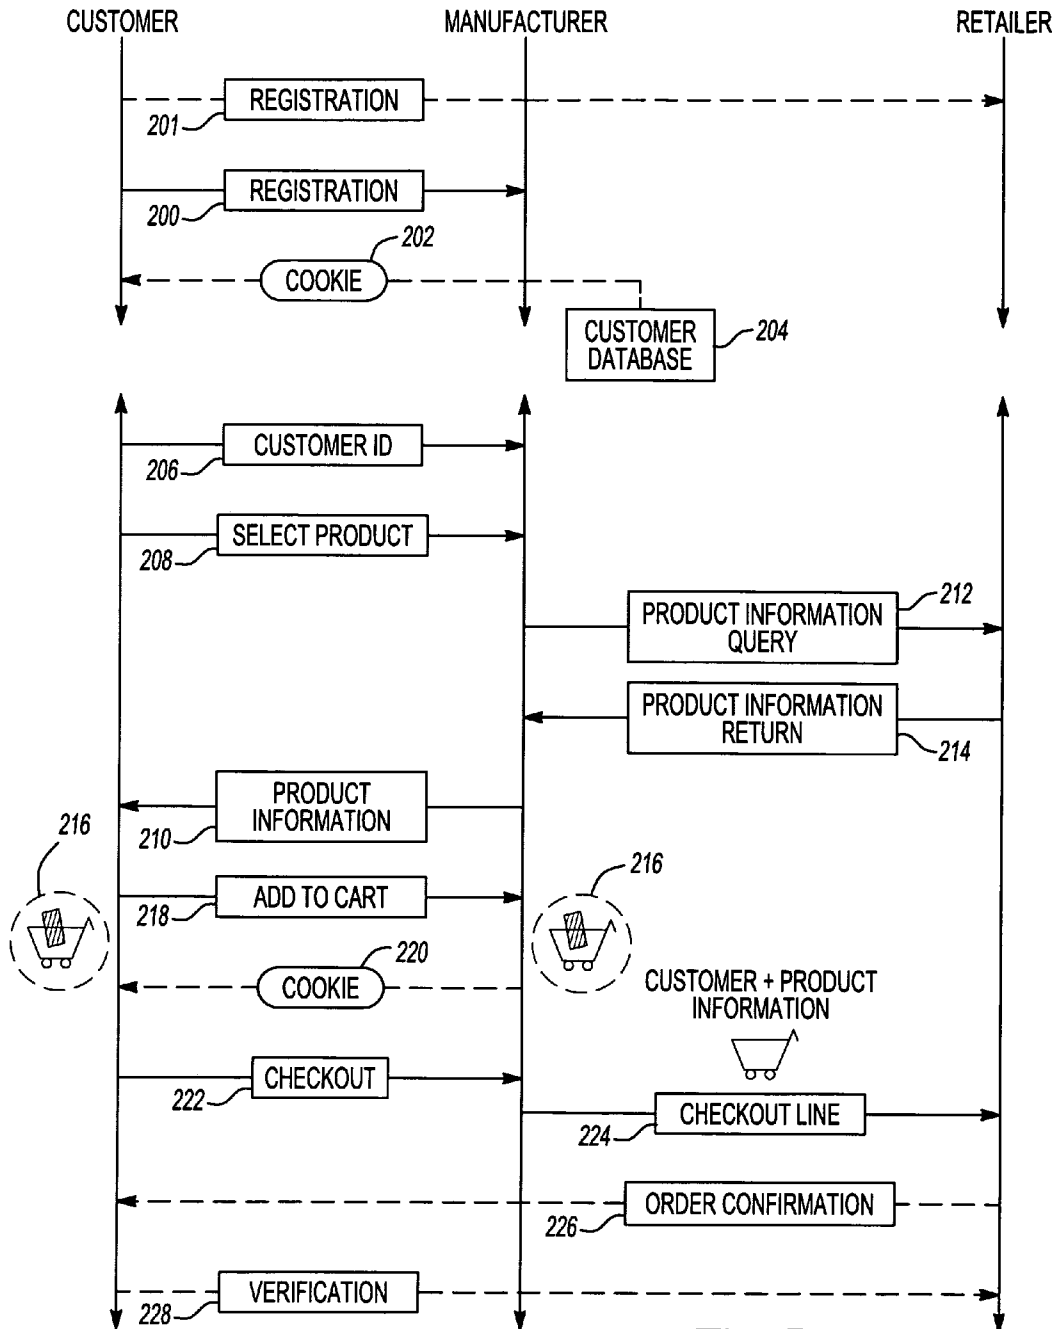 CUSTOMER MANUFACTURER RETAILER
REGISTRATION
201
REGISTRATION
200
202
COOKIE
CUSTOMER
DATABASE
204
CUSTOMER ID
206
SELECT PRODUCT
208
212
PRODUCT INFORMATION
QUERY
PRODUCT INFORMATION
RETURN
214
PRODUCT
INFORMATION
210
216
216
ADD TO CART
218
220
COOKIE
CUSTOMER + PRODUCT
INFORMATION
CHECKOUT
222
CHECKOUT LINE
224
ORDER CONFIRMATION
226
VERIFICATION
228